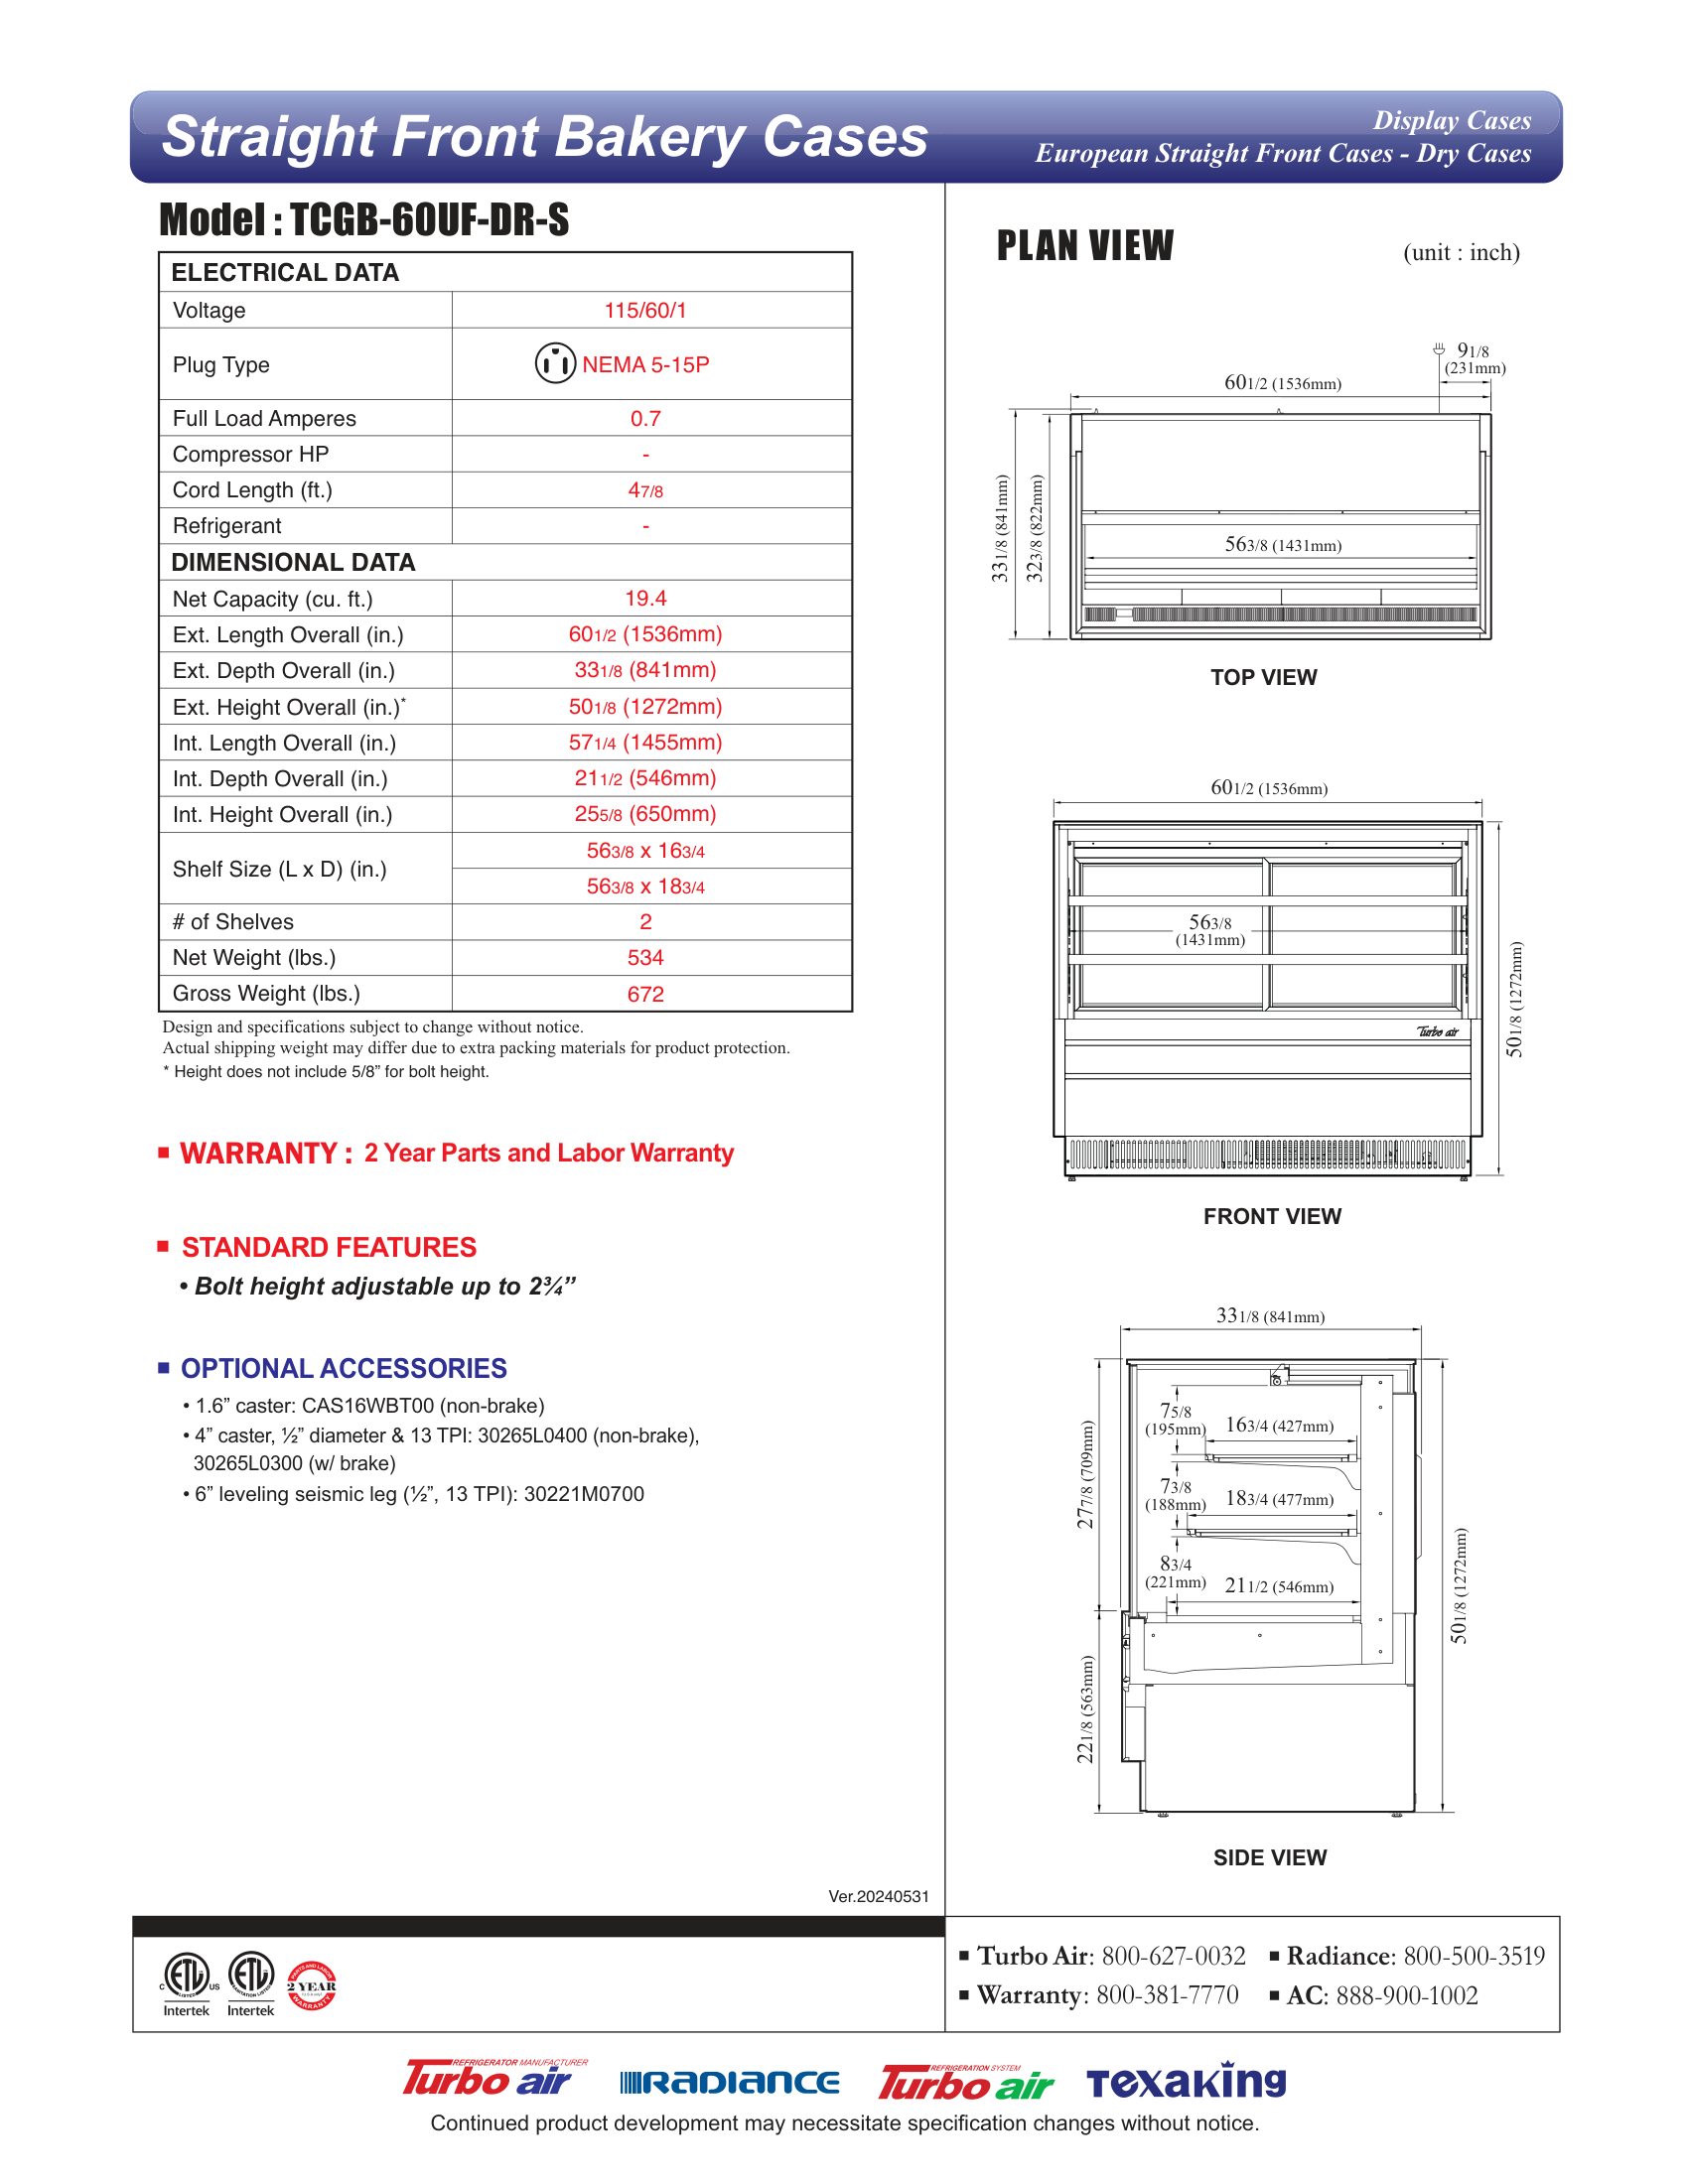 Straight Front Bakery Cases
Display Cases
European Straight Front Cases - Dry Cases
Model : TCGB-60UF-DR-S
ELECTRICAL DATA
Voltage 115/60/1
Plug Type NEMA 5-15P
Full Load Amperes 0.7
Compressor HP -
Cord Length (ft.) 47/8
Refrigerant -
DIMENSIONAL DATA
Net Capacity (cu. ft.) 19.4
Ext. Length Overall (in.) 601/2 (1536mm)
Ext. Depth Overall (in.) 331/8 (841mm)
Ext. Height Overall (in.)* 501/8 (1272mm)
Int. Length Overall (in.) 571/4 (1455mm)
Int. Depth Overall (in.) 211/2 (546mm)
Int. Height Overall (in.) 255/8 (650mm)
Shelf Size (L x D) (in.) 563/8 x 163/4
563/8 x 183/4
# of Shelves 2
Net Weight (lbs.) 534
Gross Weight (lbs.) 672
Design and specifications subject to change without notice.
Actual shipping weight may differ due to extra packing materials for product protection.
* Height does not include 5/8” for bolt height.
■ WARRANTY : 2 Year Parts and Labor Warranty
■ STANDARD FEATURES
• Bolt height adjustable up to 2¾”
■ OPTIONAL ACCESSORIES
• 1.6” caster: CAS16WBT00 (non-brake)
• 4” caster, ½” diameter & 13 TPI: 30265L0400 (non-brake),
30265L0300 (w/ brake)
• 6” leveling seismic leg (½”, 13 TPI): 30221M0700
Ver.20240531
PLAN VIEW
(unit : inch)
91/8
(231mm)
601/2 (1536mm)
331/8 (841mm)
323/8 (822mm)
563/8 (1431mm)
TOP VIEW
601/2 (1536mm)
563/8
(1431mm)
Turbo air
501/8 (1272mm)
FRONT VIEW
331/8 (841mm)
75/8
(195mm)
163/4 (427mm)
277/8 (709mm)
73/8
(188mm)
183/4 (477mm)
83/4
(221mm)
211/2 (546mm)
501/8 (1272mm)
221/8 (563mm)
SIDE VIEW
C ETL US LISTED
Intertek
ETL SANITATION LISTED
Intertek
PARTS AND LABOR
2 YEAR
WARRANTY
■ Turbo Air: 800-627-0032 ■ Radiance: 800-500-3519
■ Warranty: 800-381-7770 ■ AC: 888-900-1002
REFRIGERATOR MANUFACTURER
Turbo air
RADIANCE
REFRIGERATION SYSTEM
Turbo air
TexaKing
Continued product development may necessitate specification changes without notice.